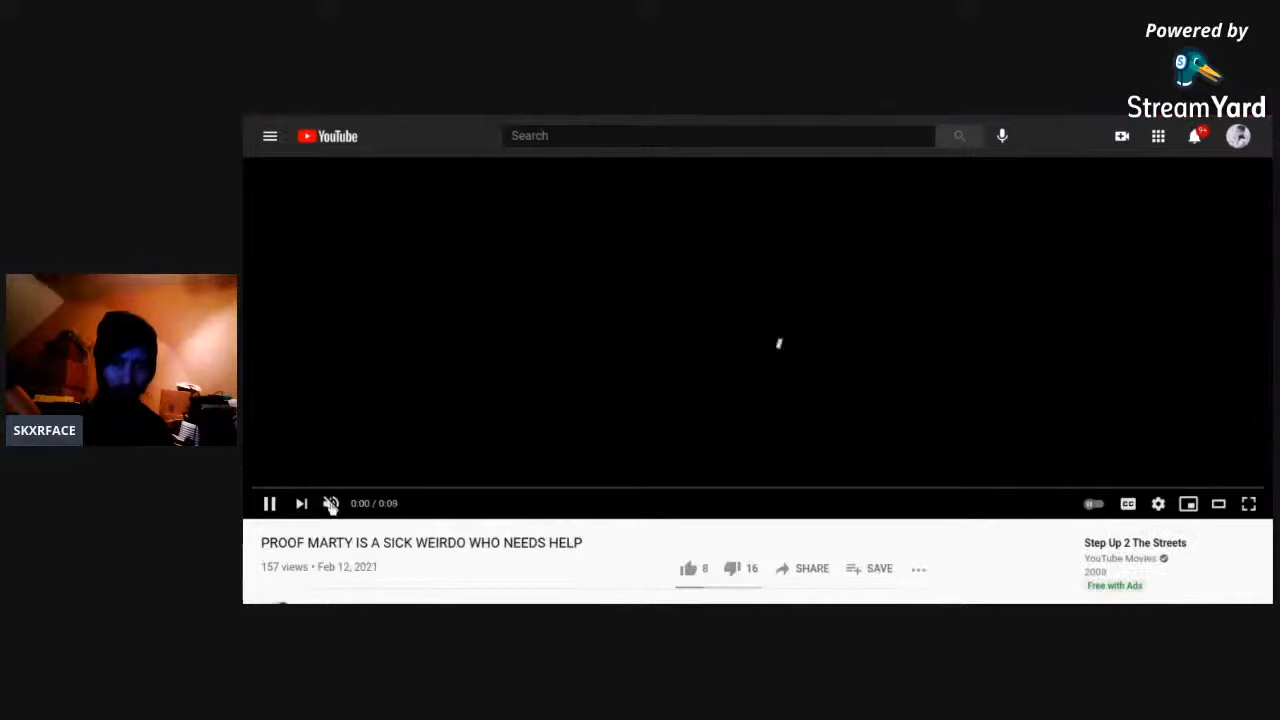 Powered by
StreamYard
YouTube
Search
9+
SKXRFACE
0:00 / 0:09
CC
PROOF MARTY IS A SICK WEIRDO WHO NEEDS HELP
157 views • Feb 12, 2021
8
16
SHARE
SAVE
Step Up 2 The Streets
YouTube Movies
2008
Free with Ads